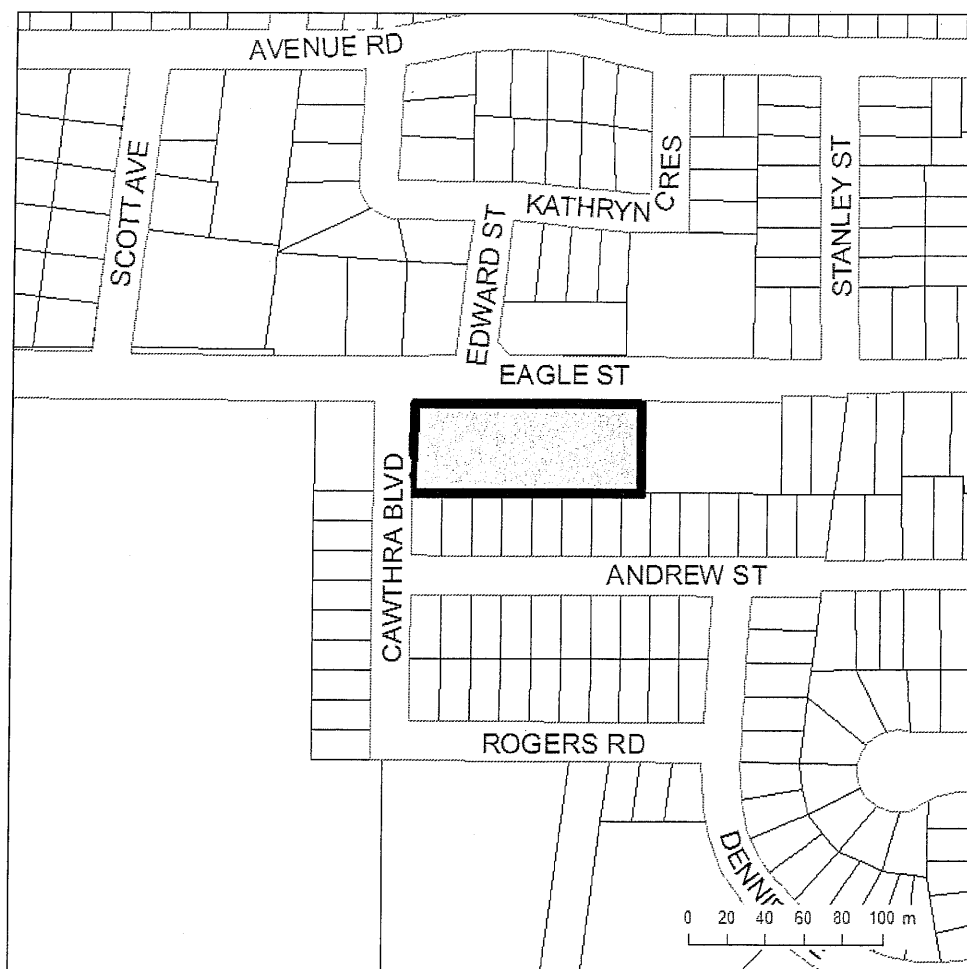 AVENUE RD
SCOTT AVE
KATHRYN
CRES
STANLEY ST
EDWARD ST
EAGLE ST
CAWTHRA BLVD
ANDREW ST
ROGERS RD
0 20 40 60 80 100 m